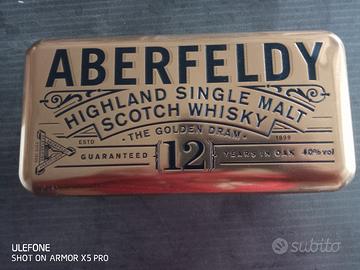 ABERFELDY
HIGHLAND SINGLE MALT
SCOTCH WHISKY
· THE GOLDEN DRAM ·
ESTD 1898
GUARANTEED 12 YEARS IN OAK 40% vol
ULEFONE
SHOT ON ARMOR X5 PRO
subito